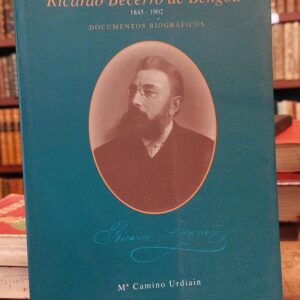 Ricardo Becerro de Bengoa
1845 - 1902
DOCUMENTOS BIOGRÁFICOS
Mª Camino Urdiain